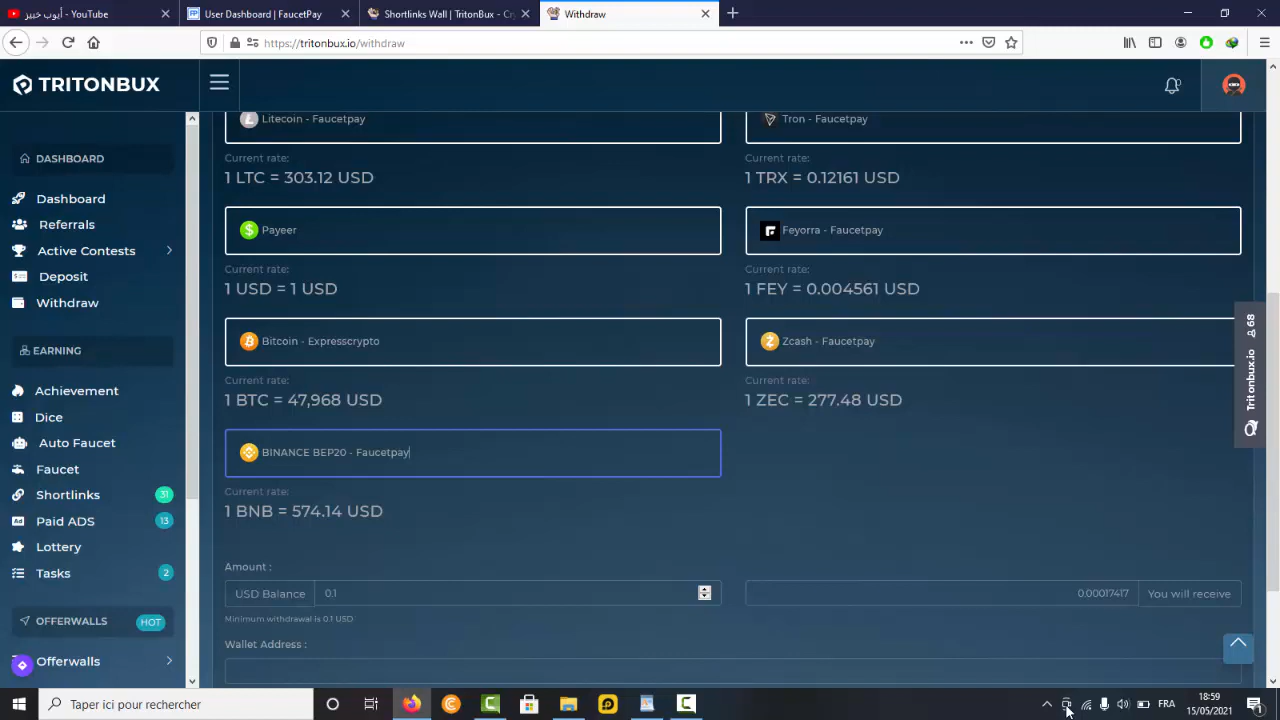 أيوب خبيز - YouTube
User Dashboard | FaucetPay
Shortlinks Wall | TritonBux - Cry
Withdraw
https://tritonbux.io/withdraw
TRITONBUX
DASHBOARD
Dashboard
Referrals
Active Contests
Deposit
Withdraw
EARNING
Achievement
Dice
Auto Faucet
Faucet
Shortlinks 31
Paid ADS 13
Lottery
Tasks 2
OFFERWALLS HOT
Offerwalls
Litecoin - Faucetpay
Tron - Faucetpay
Current rate:
1 LTC = 303.12 USD
Current rate:
1 TRX = 0.12161 USD
Payeer
Feyorra - Faucetpay
Current rate:
1 USD = 1 USD
Current rate:
1 FEY = 0.004561 USD
Bitcoin - Expresscrypto
Zcash - Faucetpay
Current rate:
1 BTC = 47,968 USD
Current rate:
1 ZEC = 277.48 USD
BINANCE BEP20 - Faucetpay
Current rate:
1 BNB = 574.14 USD
Amount :
USD Balance 0.1
0.00017417 You will receive
Minimum withdrawal is 0.1 USD
Wallet Address :
68
Tritonbux.io
Taper ici pour rechercher
FRA
18:59
15/05/2021